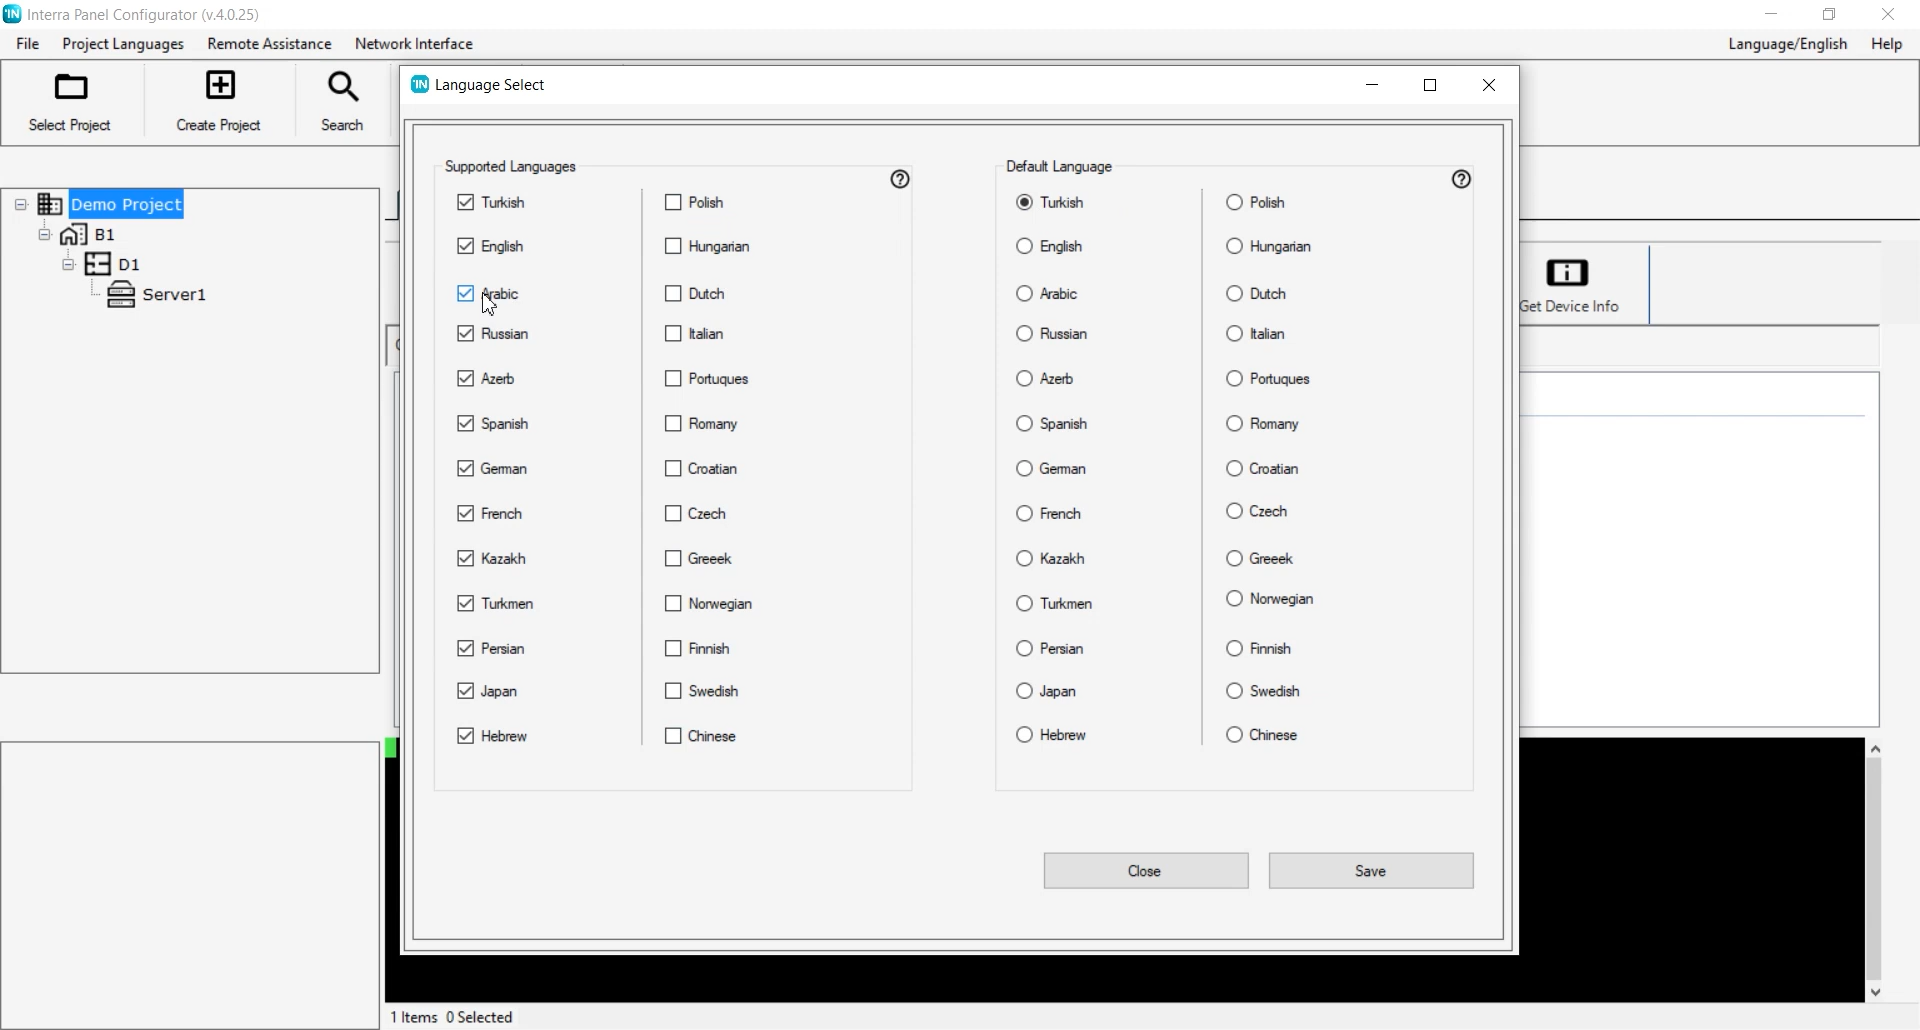 Interra Panel Configurator (v.4.0.25)
File Project Languages Remote Assistance Network Interface Language/English Help
Select Project Create Project Search
Language Select
Supported Languages
Turkish Polish
English Hungarian
Arabic Dutch
Russian Italian
Azerb Portuques
Spanish Romany
German Croatian
French Czech
Kazakh Greeek
Turkmen Norwegian
Persian Finnish
Japan Swedish
Hebrew Chinese
Default Language
Turkish Polish
English Hungarian
Arabic Dutch
Russian Italian
Azerb Portuques
Spanish Romany
German Croatian
French Czech
Kazakh Greeek
Turkmen Norwegian
Persian Finnish
Japan Swedish
Hebrew Chinese
Close Save
Demo Project
B1
D1
Server1
Get Device Info
1 Items 0 Selected